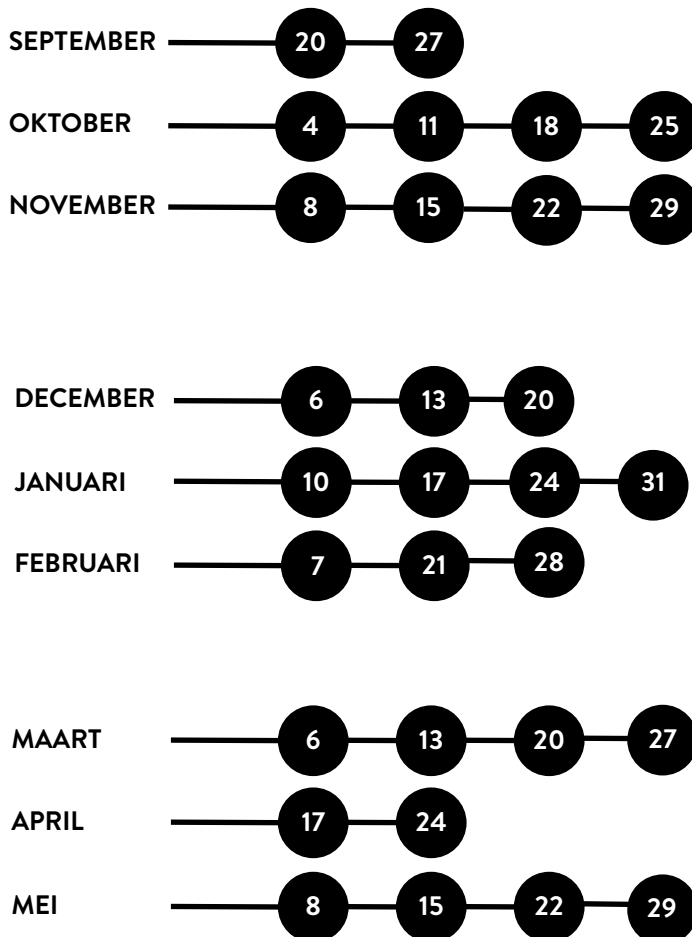 SEPTEMBER 20 27
OKTOBER 4 11 18 25
NOVEMBER 8 15 22 29
DECEMBER 6 13 20
JANUARI 10 17 24 31
FEBRUARI 7 21 28
MAART 6 13 20 27
APRIL 17 24
MEI 8 15 22 29